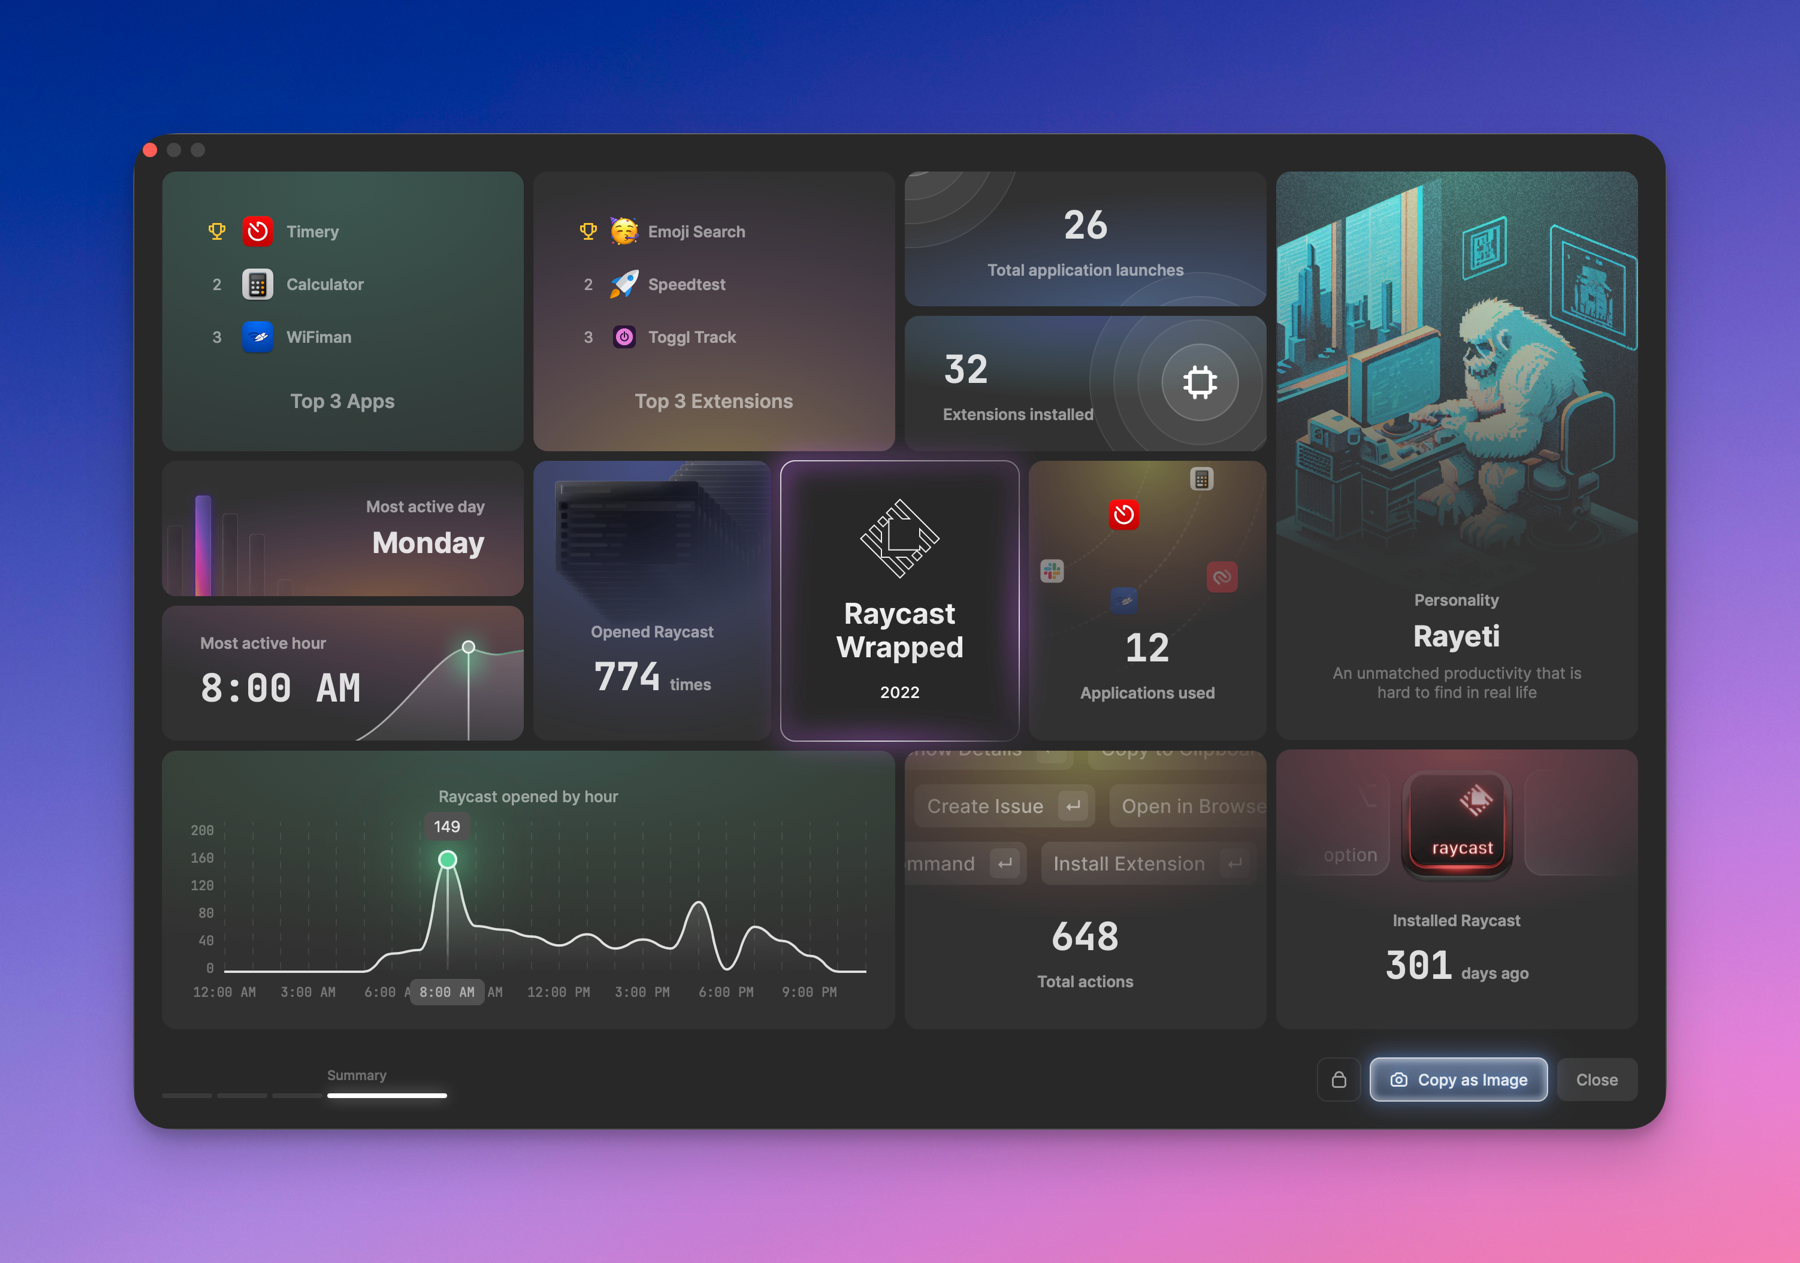 Timery
2
Calculator
3
WiFiman
Top 3 Apps
Emoji Search
2
Speedtest
3
Toggl Track
Top 3 Extensions
26
Total application launches
32
Extensions installed
Most active day
Monday
Most active hour
8:00 AM
Opened Raycast
774 times
Raycast
Wrapped
2022
12
Applications used
Personality
Rayeti
An unmatched productivity that is
hard to find in real life
Raycast opened by hour
149
200
160
120
80
40
0
12:00 AM 3:00 AM 6:00 A 8:00 AM AM 12:00 PM 3:00 PM 6:00 PM 9:00 PM
Details Copy to Clipboar
Create Issue Open in Browse
mmand Install Extension
648
Total actions
option
raycast
Installed Raycast
301 days ago
Summary
Copy as Image
Close